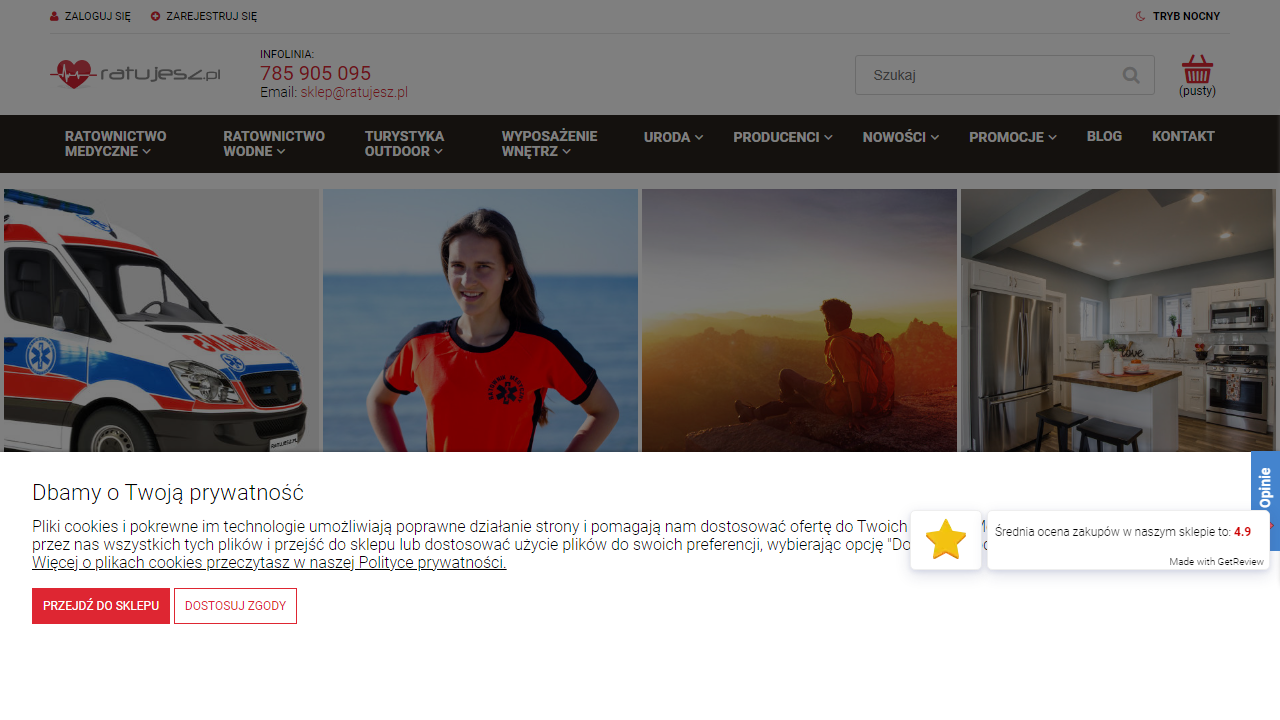 ZALOGUJ SIĘ ZAREJESTRUJ SIĘ TRYB NOCNY
ratujesz.pl
INFOLINIA:
785 905 095
Email: sklep@ratujesz.pl
Szukaj
(pusty)
RATOWNICTWO MEDYCZNE
RATOWNICTWO WODNE
TURYSTYKA OUTDOOR
WYPOSAŻENIE WNĘTRZ
URODA
PRODUCENCI
NOWOŚCI
PROMOCJE
BLOG
KONTAKT
RATUJESZ.PL
love
Dbamy o Twoją prywatność
Pliki cookies i pokrewne im technologie umożliwiają poprawne działanie strony i pomagają nam dostosować ofertę do Twoich
przez nas wszystkich tych plików i przejść do sklepu lub dostosować użycie plików do swoich preferencji, wybierając opcję
Więcej o plikach cookies przeczytasz w naszej Polityce prywatności.
PRZEJDŹ DO SKLEPU DOSTOSUJ ZGODY
Opinie
Średnia ocena zakupów w naszym sklepie to: 4.9
Made with GetReview